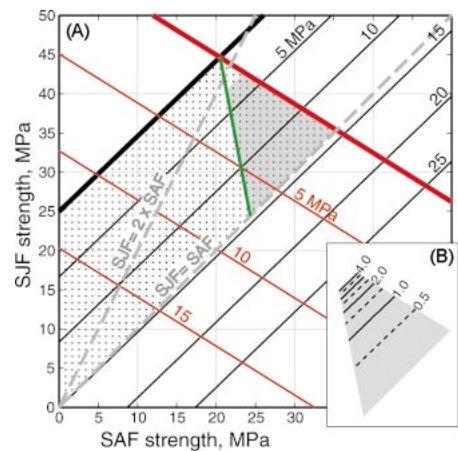 (A)
5 MPa
10
15
20
25
50
45
40
35
30
25
20
15
10
5
0
SJF strength, MPa
SJF= 2 x SAF
SJF= SAF
5 MPa
10
15
(B)
4.0
2.0
1.0
0.5
0 5 10 15 20 25 30
SAF strength, MPa